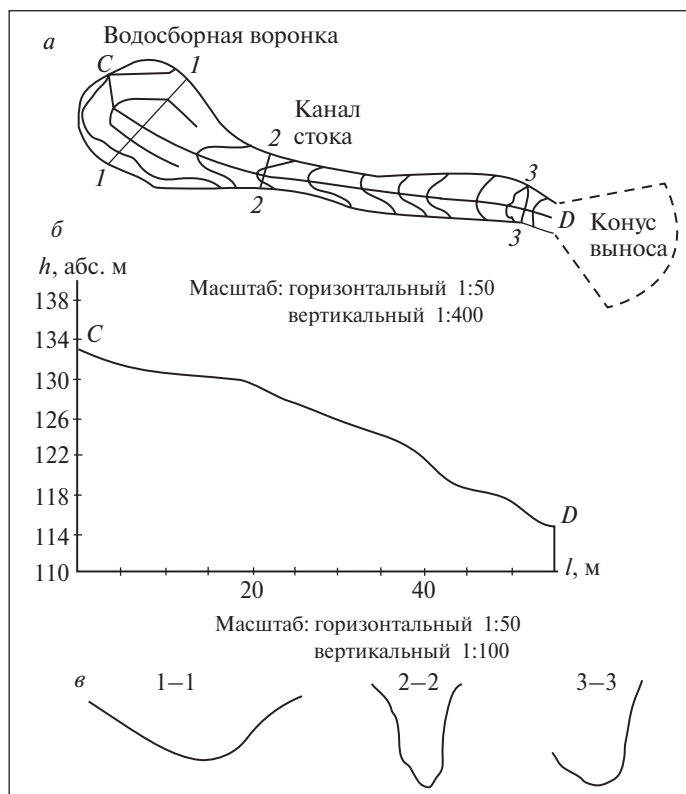 а
Водосборная воронка
C
1
Канал
стока
2
3
1
2
3
D
Конус
выноса
б
h, абс. м
Масштаб: горизонтальный 1:50
вертикальный 1:400
138
134
C
130
126
122
118
114
D
110
20
40
l, м
Масштаб: горизонтальный 1:50
вертикальный 1:100
в
1–1
2–2
3–3